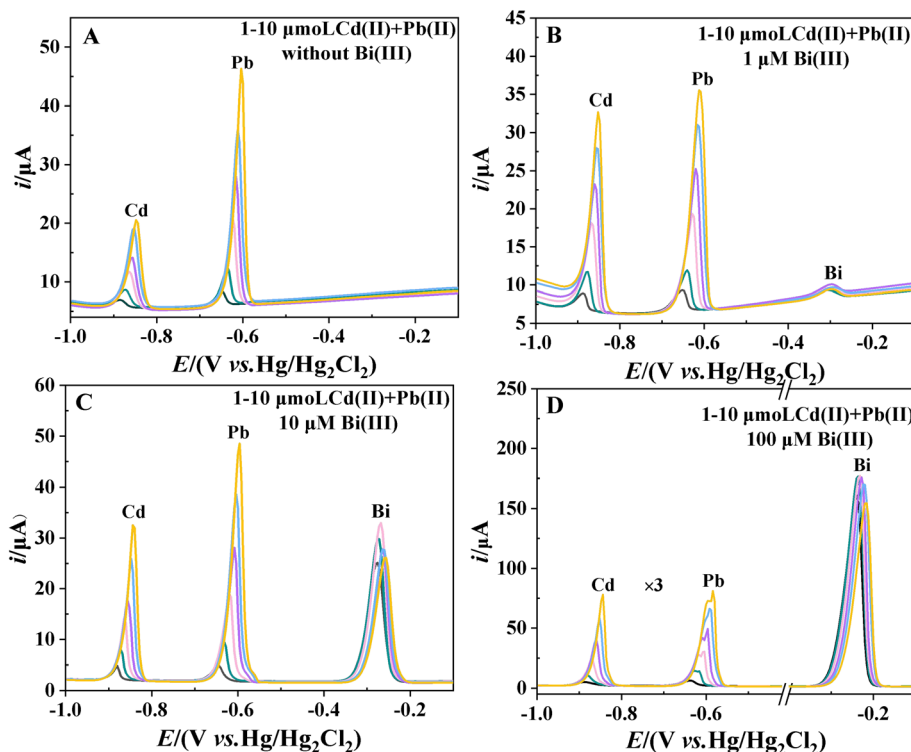 A
1-10 μmoLCd(II)+Pb(II)
without Bi(III)
Pb
Cd
50
40
30
20
10
i/μA
-1.0
-0.8
-0.6
-0.4
-0.2
E/(V vs.Hg/Hg₂Cl₂)
B
1-10 μmoLCd(II)+Pb(II)
1 μM Bi(III)
Cd
Pb
Bi
45
40
35
30
25
20
15
10
5
i/μA
-1.0
-0.8
-0.6
-0.4
-0.2
E/(V vs.Hg/Hg₂Cl₂)
C
1-10 μmoLCd(II)+Pb(II)
10 μM Bi(III)
Pb
Cd
Bi
60
50
40
30
20
10
0
i/μA)
-1.0
-0.8
-0.6
-0.4
-0.2
E/(V vs.Hg/Hg₂Cl₂)
D
1-10 μmoLCd(II)+Pb(II)
100 μM Bi(III)
Bi
Cd
×3
Pb
250
200
150
100
50
0
i/μA
-1.0
-0.8
-0.6
-0.2
E/(V vs.Hg/Hg₂Cl₂)